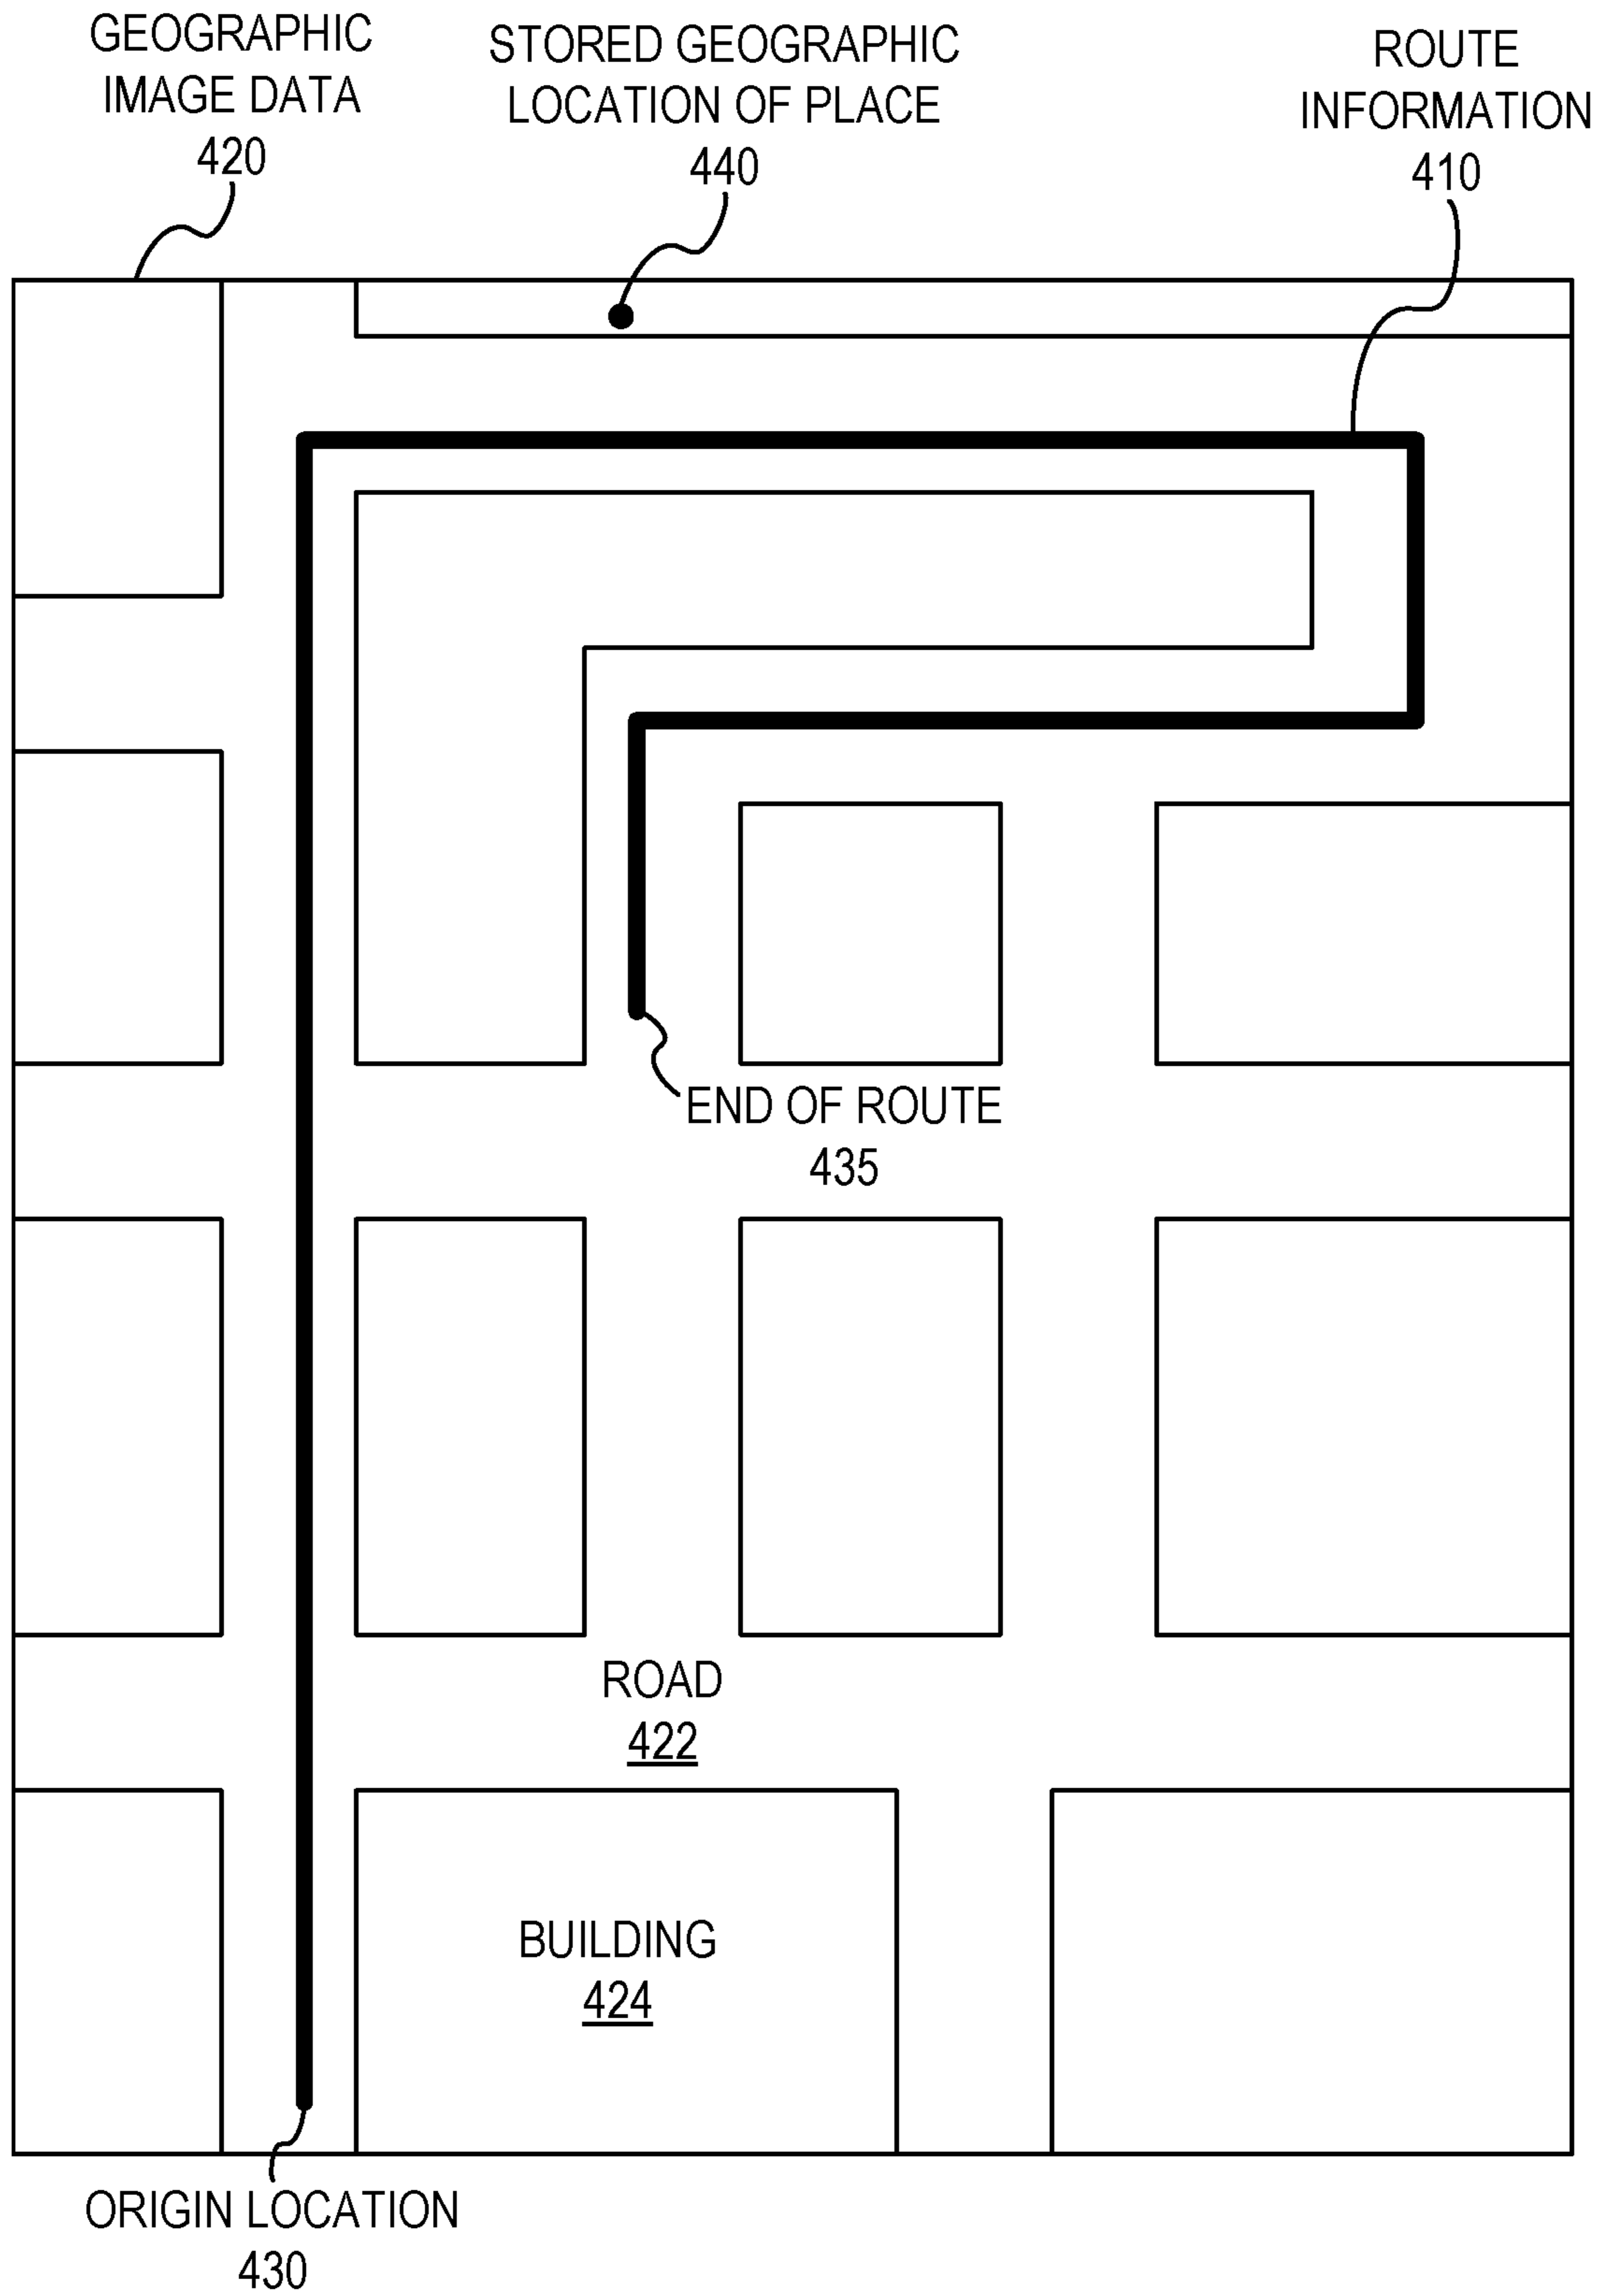 GEOGRAPHIC
IMAGE DATA
420
STORED GEOGRAPHIC
LOCATION OF PLACE
440
ROUTE
INFORMATION
410
END OF ROUTE
435
ROAD
422
BUILDING
424
ORIGIN LOCATION
430